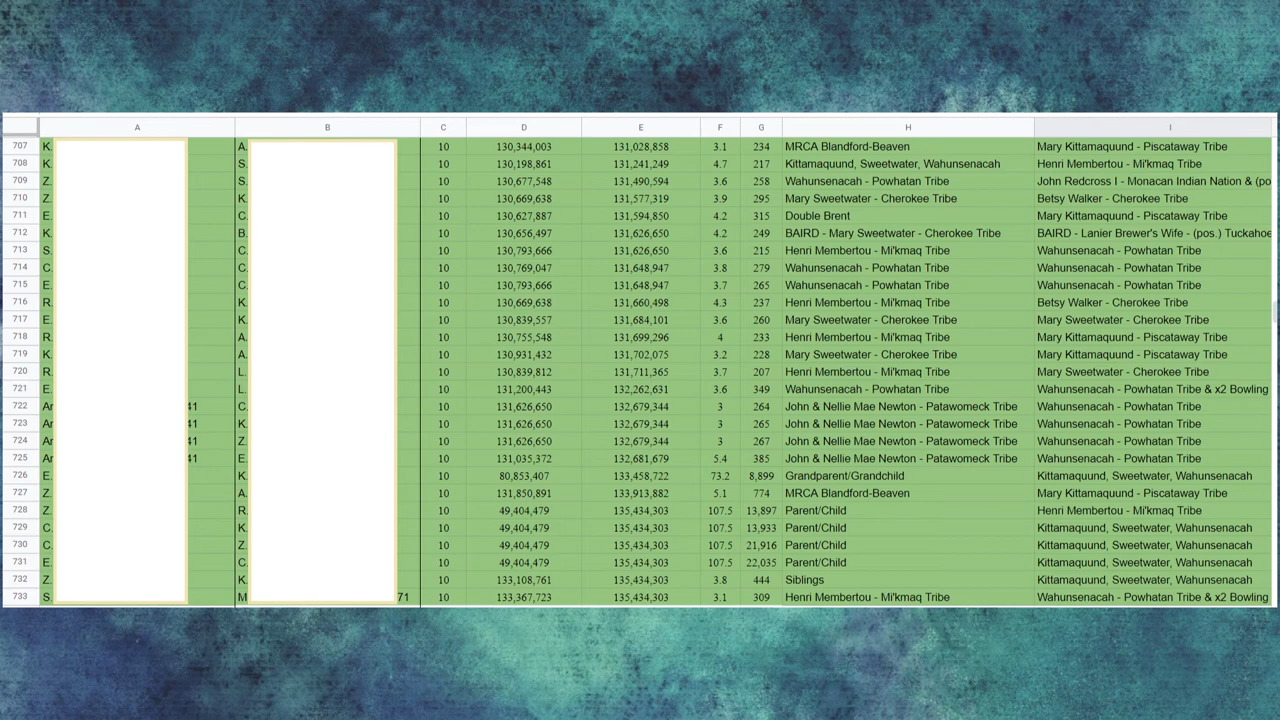 A B C D E F G H I
707 K. A. 10 130,344,003 131,028,858 3.1 234 MRCA Blandford-Beaven Mary Kittamaquund - Piscataway Tribe
708 K. S. 10 130,198,861 131,241,249 4.7 217 Kittamaquund, Sweetwater, Wahunsenacah Henri Membertou - Mi'kmaq Tribe
709 Z. S. 10 130,677,548 131,490,594 3.6 258 Wahunsenacah - Powhatan Tribe John Redcross I - Monacan Indian Nation & (po
710 Z. K. 10 130,669,638 131,577,319 3.9 295 Mary Sweetwater - Cherokee Tribe Betsy Walker - Cherokee Tribe
711 E. C. 10 130,627,887 131,594,850 4.2 315 Double Brent Mary Kittamaquund - Piscataway Tribe
712 K. B. 10 130,656,497 131,626,650 4.2 249 BAIRD - Mary Sweetwater - Cherokee Tribe BAIRD - Lanier Brewer's Wife - (pos.) Tuckahoe
713 S. C. 10 130,793,666 131,626,650 3.6 215 Henri Membertou - Mi'kmaq Tribe Wahunsenacah - Powhatan Tribe
714 C. C. 10 130,769,047 131,648,947 3.8 279 Wahunsenacah - Powhatan Tribe Wahunsenacah - Powhatan Tribe
715 E. C. 10 130,793,666 131,648,947 3.7 265 Wahunsenacah - Powhatan Tribe Wahunsenacah - Powhatan Tribe
716 R. K. 10 130,669,638 131,660,498 4.3 237 Henri Membertou - Mi'kmaq Tribe Betsy Walker - Cherokee Tribe
717 E. K. 10 130,839,557 131,684,101 3.6 260 Mary Sweetwater - Cherokee Tribe Mary Sweetwater - Cherokee Tribe
718 R. A. 10 130,755,548 131,699,296 4 233 Henri Membertou - Mi'kmaq Tribe Mary Kittamaquund - Piscataway Tribe
719 K. A. 10 130,931,432 131,702,075 3.2 228 Mary Sweetwater - Cherokee Tribe Mary Kittamaquund - Piscataway Tribe
720 R. L. 10 130,839,812 131,711,365 3.7 207 Henri Membertou - Mi'kmaq Tribe Mary Sweetwater - Cherokee Tribe
721 E. L. 10 131,200,443 132,262,631 3.6 349 Wahunsenacah - Powhatan Tribe Wahunsenacah - Powhatan Tribe & x2 Bowling
722 Ar 41 C. 10 131,626,650 132,679,344 3 264 John & Nellie Mae Newton - Patawomeck Tribe Wahunsenacah - Powhatan Tribe
723 Ar 41 K. 10 131,626,650 132,679,344 3 265 John & Nellie Mae Newton - Patawomeck Tribe Wahunsenacah - Powhatan Tribe
724 Ar 41 Z. 10 131,626,650 132,679,344 3 267 John & Nellie Mae Newton - Patawomeck Tribe Wahunsenacah - Powhatan Tribe
725 Ar 41 E. 10 131,035,372 132,681,679 5.4 385 John & Nellie Mae Newton - Patawomeck Tribe Wahunsenacah - Powhatan Tribe
726 E. K. 10 80,853,407 133,458,722 73.2 8,899 Grandparent/Grandchild Kittamaquund, Sweetwater, Wahunsenacah
727 Z. A. 10 131,850,891 133,913,882 5.1 774 MRCA Blandford-Beaven Mary Kittamaquund - Piscataway Tribe
728 Z. R. 10 49,404,479 135,434,303 107.5 13,897 Parent/Child Henri Membertou - Mi'kmaq Tribe
729 C. K. 10 49,404,479 135,434,303 107.5 13,933 Parent/Child Kittamaquund, Sweetwater, Wahunsenacah
730 C. Z. 10 49,404,479 135,434,303 107.5 21,916 Parent/Child Kittamaquund, Sweetwater, Wahunsenacah
731 E. C. 10 49,404,479 135,434,303 107.5 22,035 Parent/Child Kittamaquund, Sweetwater, Wahunsenacah
732 Z. K. 10 133,108,761 135,434,303 3.8 444 Siblings Kittamaquund, Sweetwater, Wahunsenacah
733 S. M 71 10 133,367,723 135,434,303 3.1 309 Henri Membertou - Mi'kmaq Tribe Wahunsenacah - Powhatan Tribe & x2 Bowling